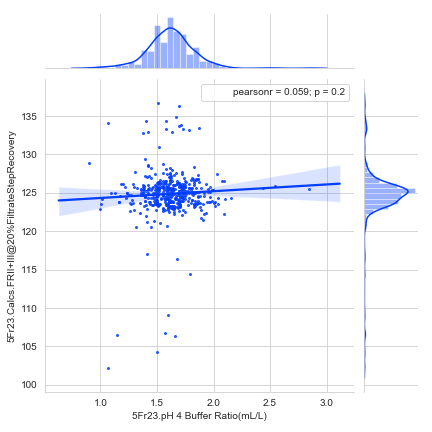 pearsonr = 0.059; p = 0.2
5Fr23.Calcs.FRII+III@20%FiltrateStepRecovery
135
130
125
120
115
110
105
100
1.0 1.5 2.0 2.5 3.0
5Fr23.pH 4 Buffer Ratio(mL/L)